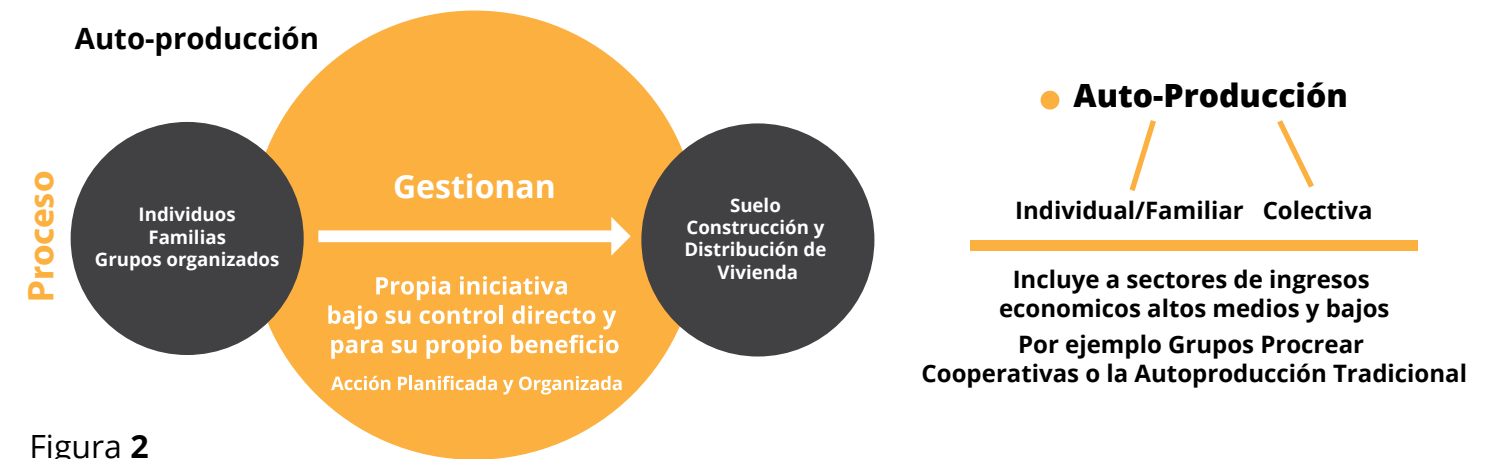 Auto-producción
Proceso
Individuos
Familias
Grupos organizados
Gestionan
Propia iniciativa
bajo su control directo y
para su propio beneficio
Acción Planificada y Organizada
Suelo
Construcción y
Distribución de
Vivienda
Auto-Producción
Individual/Familiar
Colectiva
Incluye a sectores de ingresos
economicos altos medios y bajos
Por ejemplo Grupos Procrear
Cooperativas o la Autoproducción Tradicional
Figura 2